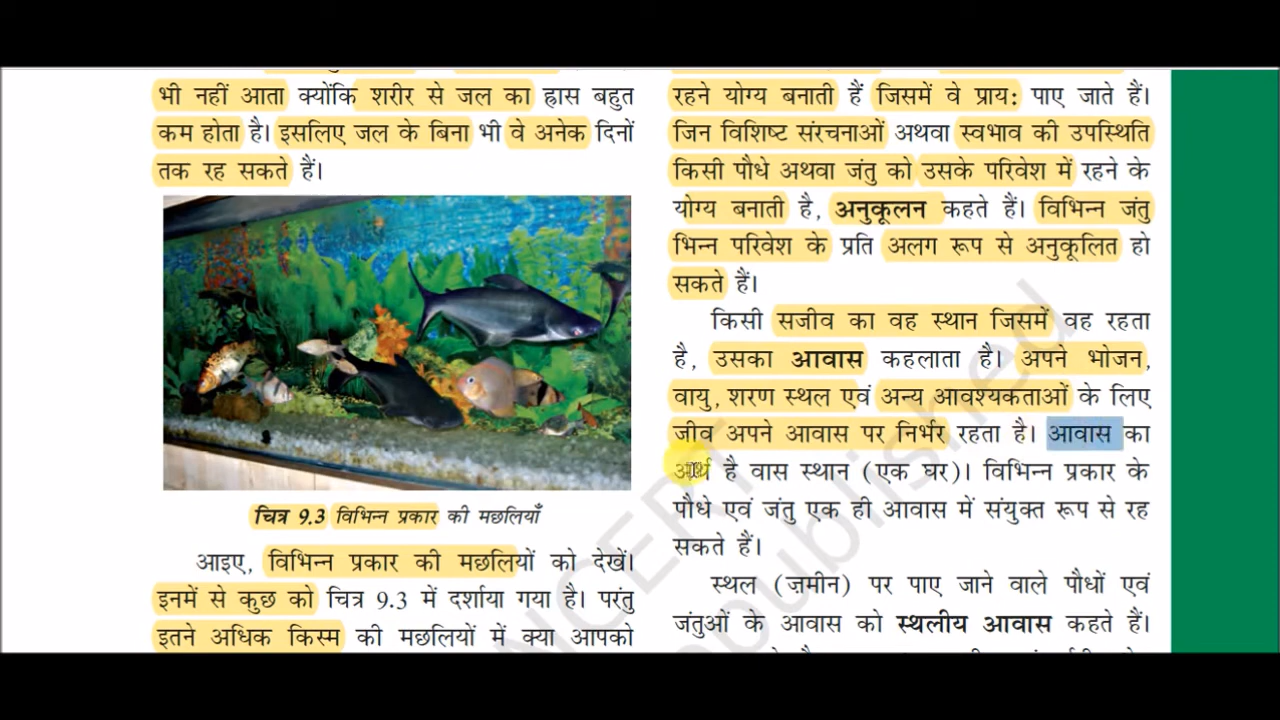 भी नहीं आता क्योंकि शरीर से जल का ह्रास बहुत
कम होता है। इसलिए जल के बिना भी वे अनेक दिनों
तक रह सकते हैं।
चित्र 9.3 विभिन्न प्रकार की मछलियाँ
आइए, विभिन्न प्रकार की मछलियों को देखें।
इनमें से कुछ को चित्र 9.3 में दर्शाया गया है। परंतु
इतने अधिक किस्म की मछलियों में क्या आपको
रहने योग्य बनाती हैं जिसमें वे प्राय: पाए जाते हैं।
जिन विशिष्ट संरचनाओं अथवा स्वभाव की उपस्थिति
किसी पौधे अथवा जंतु को उसके परिवेश में रहने के
योग्य बनाती है, अनुकूलन कहते हैं। विभिन्न जंतु
भिन्न परिवेश के प्रति अलग रूप से अनुकूलित हो
सकते हैं।
किसी सजीव का वह स्थान जिसमें वह रहता
है, उसका आवास कहलाता है। अपने भोजन,
वायु, शरण स्थल एवं अन्य आवश्यकताओं के लिए
जीव अपने आवास पर निर्भर रहता है। आवास का
अर्थ है वास स्थान (एक घर)। विभिन्न प्रकार के
पौधे एवं जंतु एक ही आवास में संयुक्त रूप से रह
सकते हैं।
स्थल (ज़मीन) पर पाए जाने वाले पौधों एवं
जंतुओं के आवास को स्थलीय आवास कहते हैं।
NCERT
published